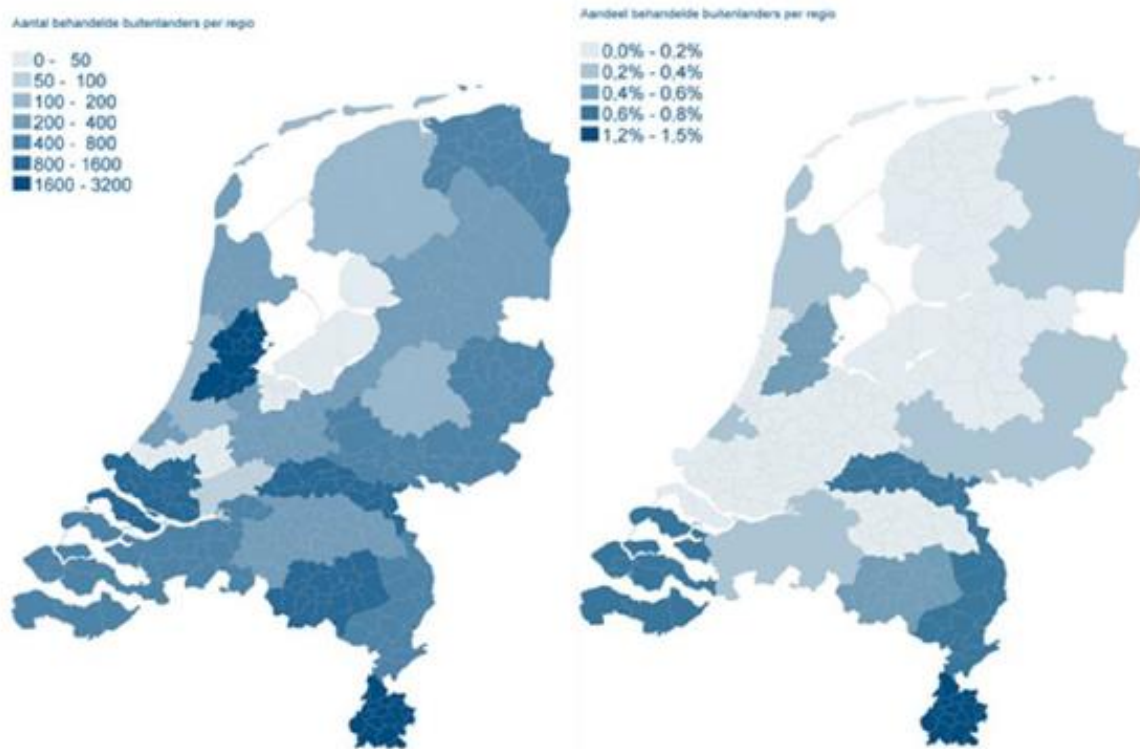 Aantal behandelde buitenlanders per regio
0 - 50
50 - 100
100 - 200
200 - 400
400 - 800
800 - 1600
1600 - 3200
Aandeel behandelde buitenlanders per regio
0,0% - 0,2%
0,2% - 0,4%
0,4% - 0,6%
0,6% - 0,8%
1,2% - 1,5%